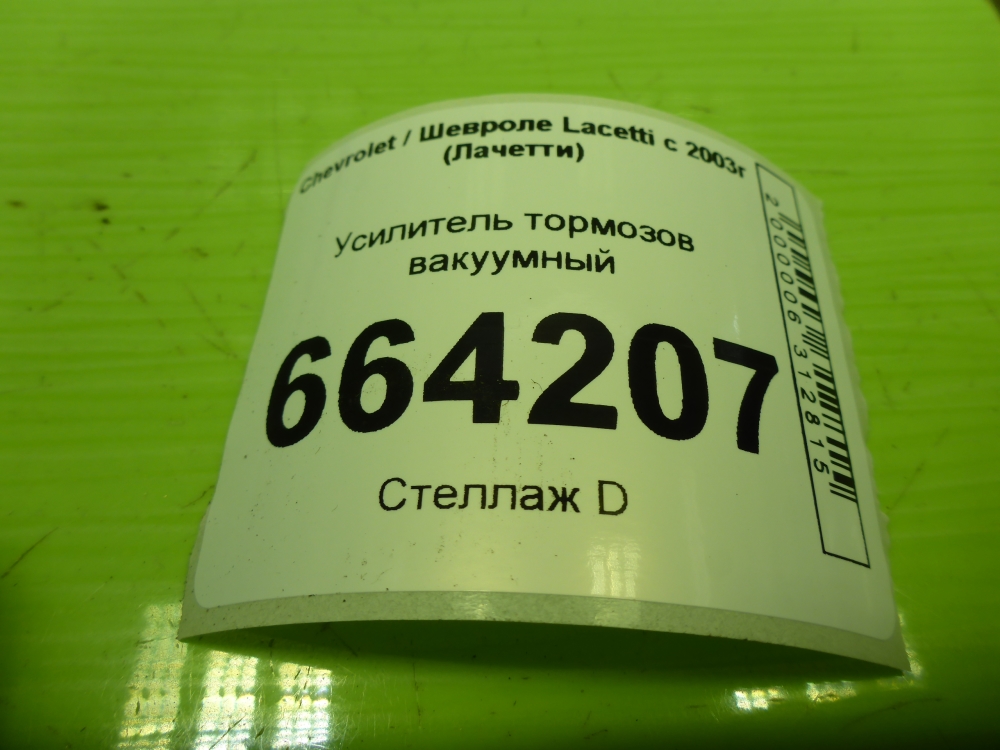 Chevrolet / Шевроле Lacetti с 2003г
(Лачетти)
Усилитель тормозов
вакуумный
664207
Стеллаж D
2000006312815